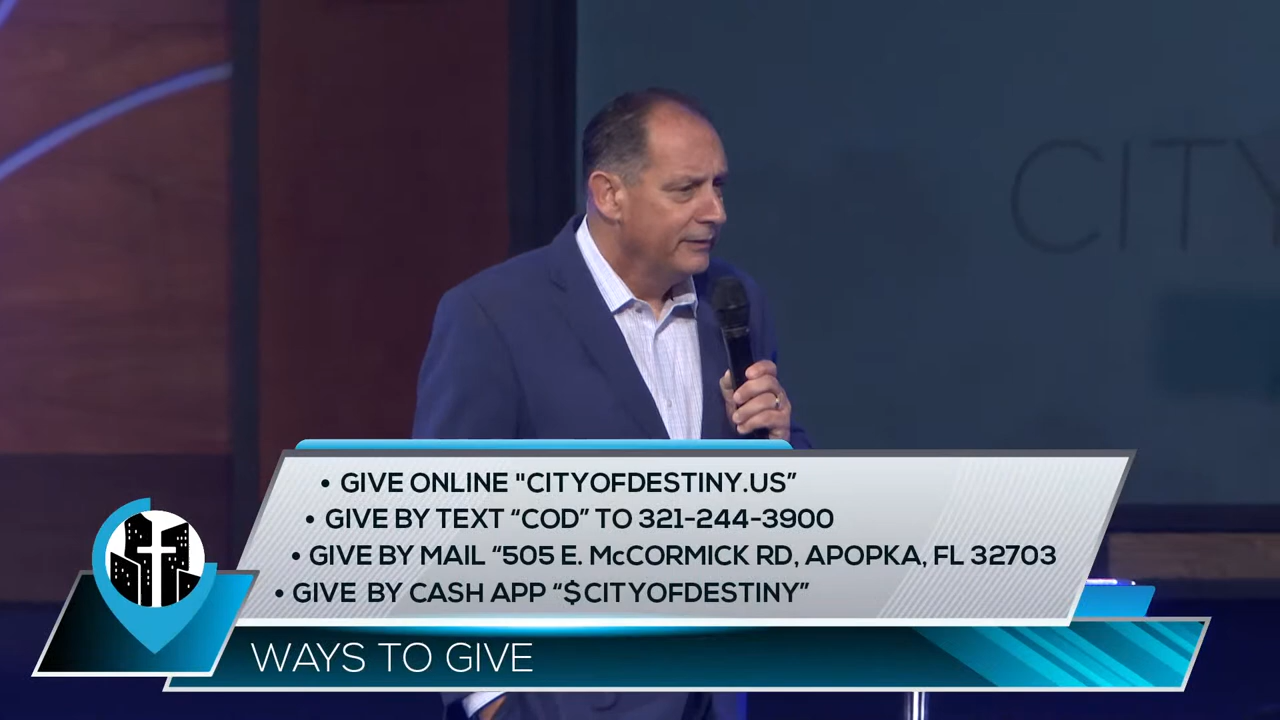 CITY
• GIVE ONLINE "CITYOFDESTINY.US”
• GIVE BY TEXT “COD” TO 321-244-3900
• GIVE BY MAIL “505 E. McCORMICK RD, APOPKA, FL 32703
• GIVE BY CASH APP “$CITYOFDESTINY”
WAYS TO GIVE